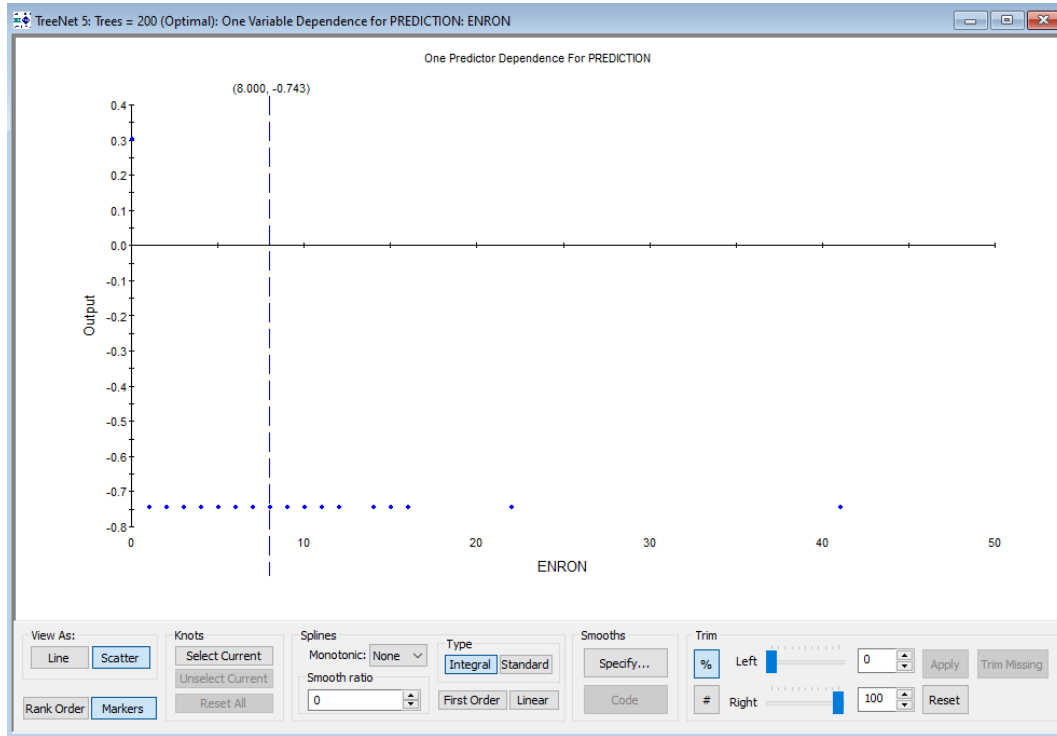 TreeNet 5: Trees = 200 (Optimal): One Variable Dependence for PREDICTION: ENRON
One Predictor Dependence For PREDICTION
(8.000, -0.743)
0.4
0.3
0.2
0.1
0.0
-0.1
-0.2
-0.3
-0.4
-0.5
-0.6
-0.7
-0.8
Output
0 10 20 30 40 50
ENRON
View As:
Line Scatter
Rank Order Markers
Knots
Select Current
Unselect Current
Reset All
Splines
Monotonic: None
Smooth ratio
0
Type
Integral Standard
First Order Linear
Smooths
Specify...
Code
Trim
% Left 0 Apply Trim Missing
# Right 100 Reset